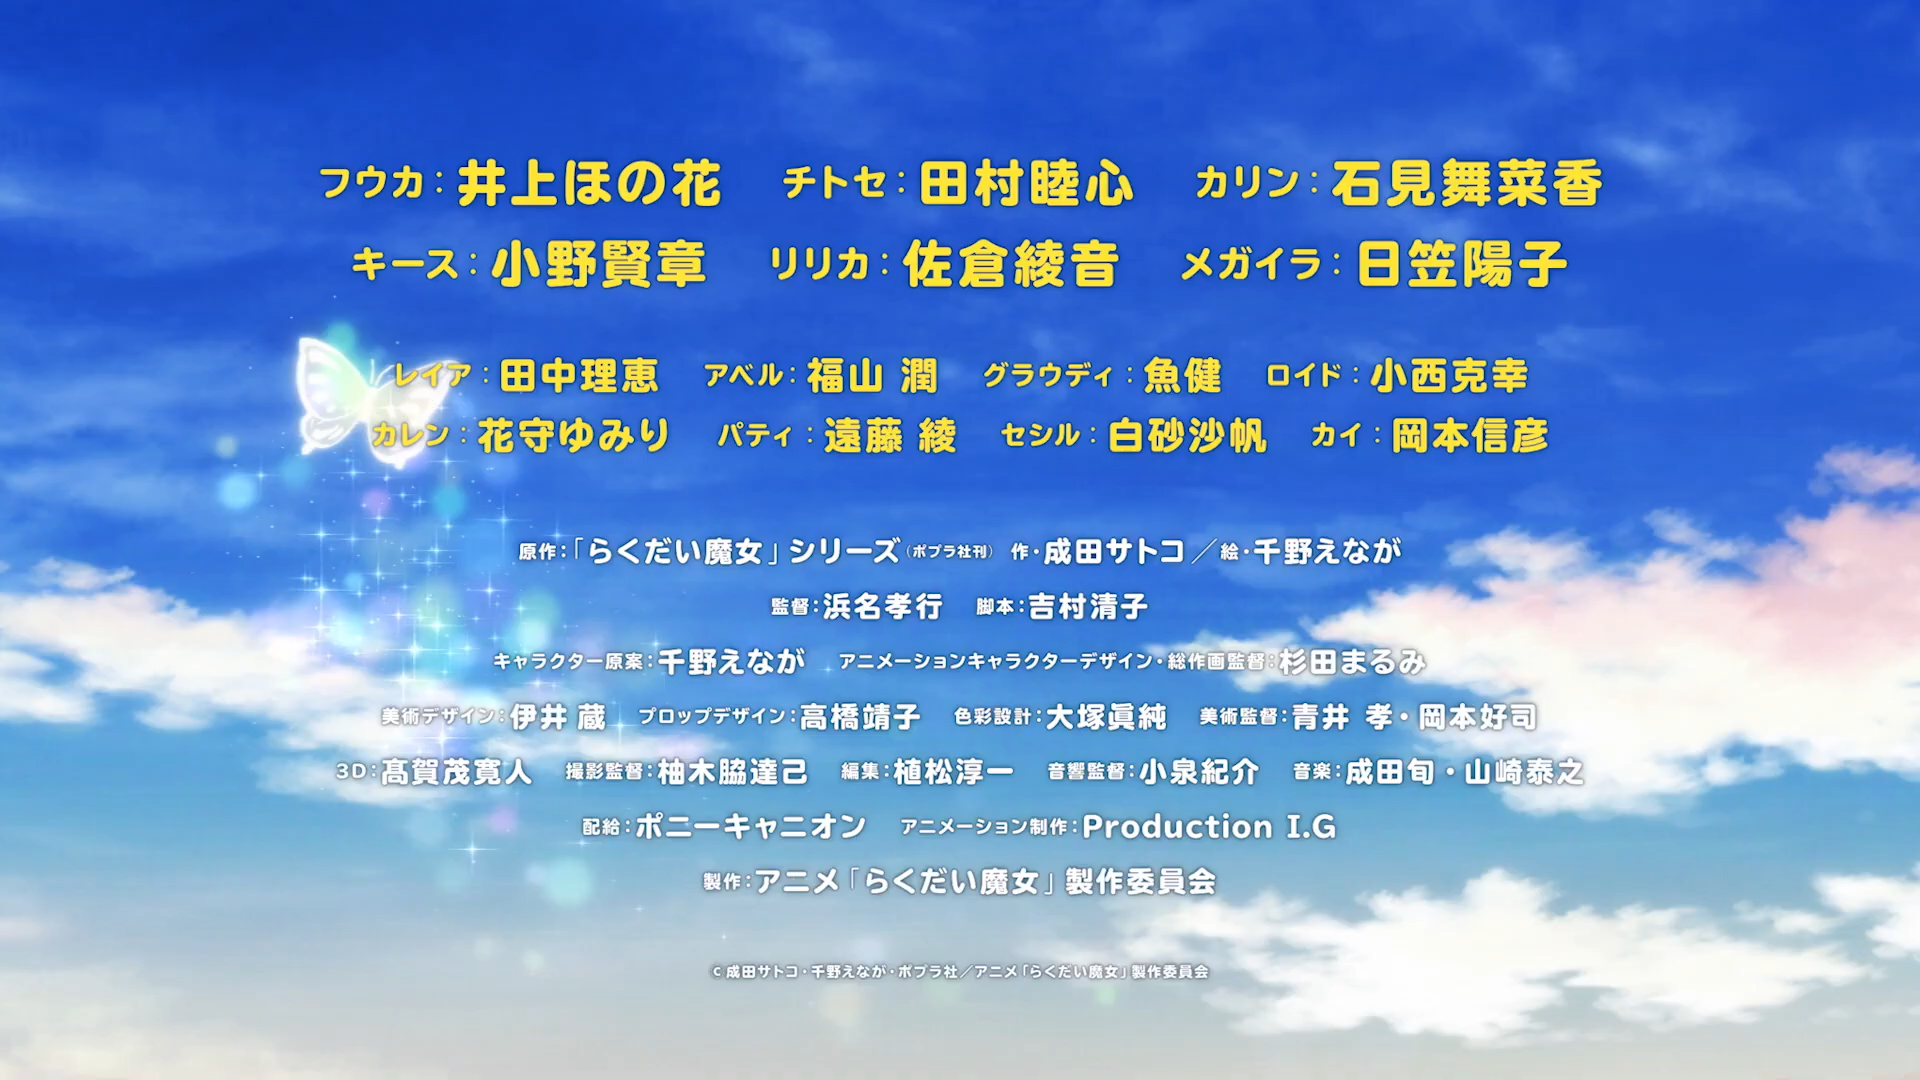 フウカ：井上ほの花　チトセ：田村睦心　カリン：石見舞菜香
キース：小野賢章　リリカ：佐倉綾音　メガイラ：日笠陽子
レイア：田中理恵　アベル：福山 潤　グラウディ：魚健　ロイド：小西克幸
カレン：花守ゆみり　パティ：遠藤 綾　セシル：白砂沙帆　カイ：岡本信彦
原作：「らくだい魔女」シリーズ（ポプラ社刊）　作・成田サトコ／絵・千野えなが
監督：浜名孝行　脚本：吉村清子
キャラクター原案：千野えなが　アニメーションキャラクターデザイン・総作画監督：杉田まるみ
美術デザイン：伊井 蔵　プロップデザイン：高橋靖子　色彩設計：大塚眞純　美術監督：青井 孝・岡本好司
3D：髙賀茂寛人　撮影監督：柚木脇達己　編集：植松淳一　音響監督：小泉紀介　音楽：成田旬・山崎泰之
配給：ポニーキャニオン　アニメーション制作：Production I.G
製作：アニメ「らくだい魔女」製作委員会
©成田サトコ・千野えなが・ポプラ社／アニメ「らくだい魔女」製作委員会